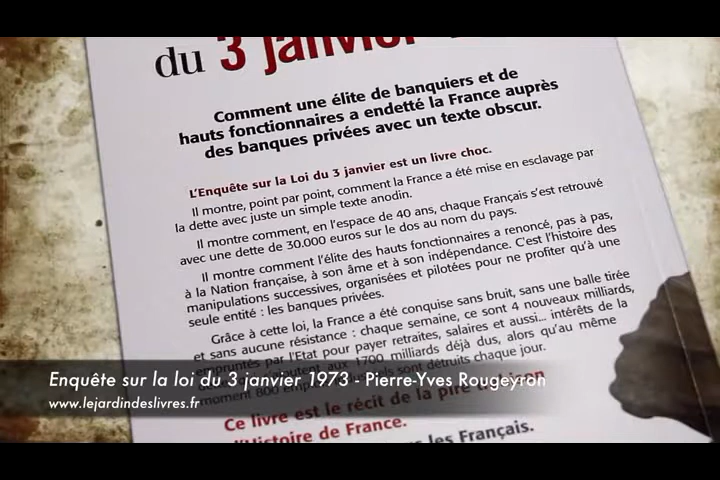 du 3 janvier
Comment une élite de banquiers et de
hauts fonctionnaires a endetté la France auprès
des banques privées avec un texte obscur.
L'Enquête sur la Loi du 3 janvier est un livre choc.
Il montre, point par point, comment la France a été mise en esclavage par
la dette avec juste un simple texte anodin.
Il montre comment, en l'espace de 40 ans, chaque Français s'est retrouvé
avec une dette de 30.000 euros sur le dos au nom du pays.
Il montre comment l'élite des hauts fonctionnaires a renoncé, pas à pas,
à la Nation française, à son âme et à son indépendance. C'est l'histoire des
manipulations successives, organisées et pilotées pour ne profiter qu'à une
seule entité : les banques privées.
Grâce à cette loi, la France a été conquise sans bruit, sans une balle tirée
et sans aucune résistance : chaque semaine, ce sont 4 nouveaux milliards,
empruntés par l'Etat pour payer retraites, salaires et aussi... intérêts de la
aux 1700 milliards déjà dus, alors qu'au même
moment 800 sont détruits chaque jour.
Enquête sur la loi du 3 janvier 1973 - Pierre-Yves Rougeyron
www.lejardindeslivres.fr
Ce livre est le récit de la pire trahison
l'Histoire de France.
les Français.